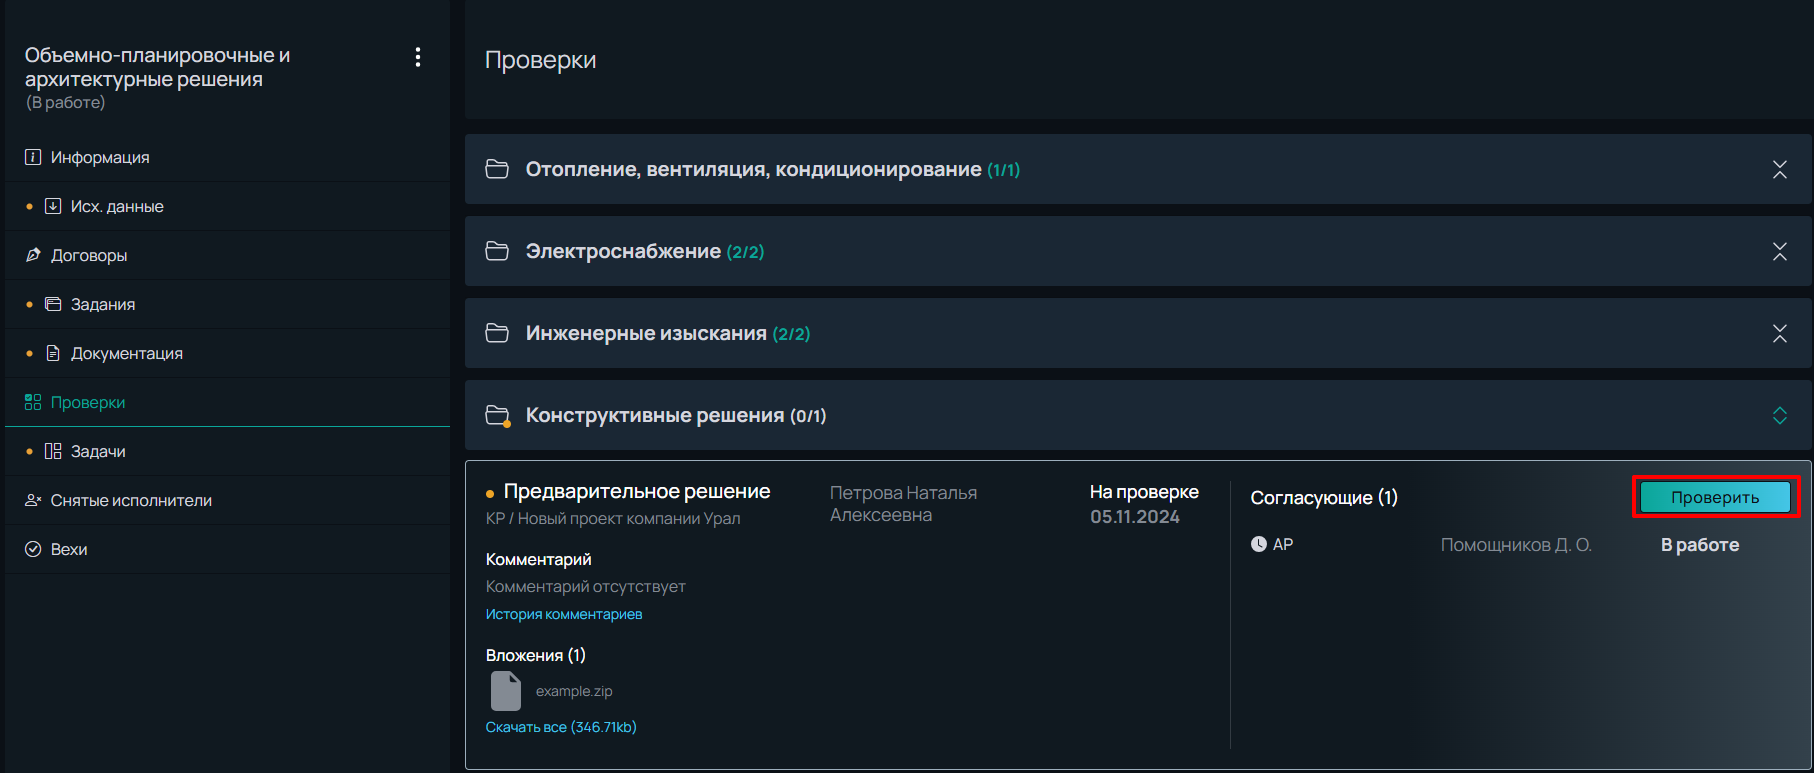 Объемно-планировочные и
архитектурные решения
(В работе)
Информация
Исх. данные
Договоры
Задания
Документация
Проверки
Задачи
Снятые исполнители
Вехи
Проверки
Отопление, вентиляция, кондиционирование (1/1)
Электроснабжение (2/2)
Инженерные изыскания (2/2)
Конструктивные решения (0/1)
Предварительное решение
КР / Новый проект компании Урал
Петрова Наталья
Алексеевна
На проверке
05.11.2024
Комментарий
Комментарий отсутствует
История комментариев
Вложения (1)
example.zip
Скачать все (346.71kb)
Согласующие (1)
Проверить
АР
Помощников Д. О.
В работе